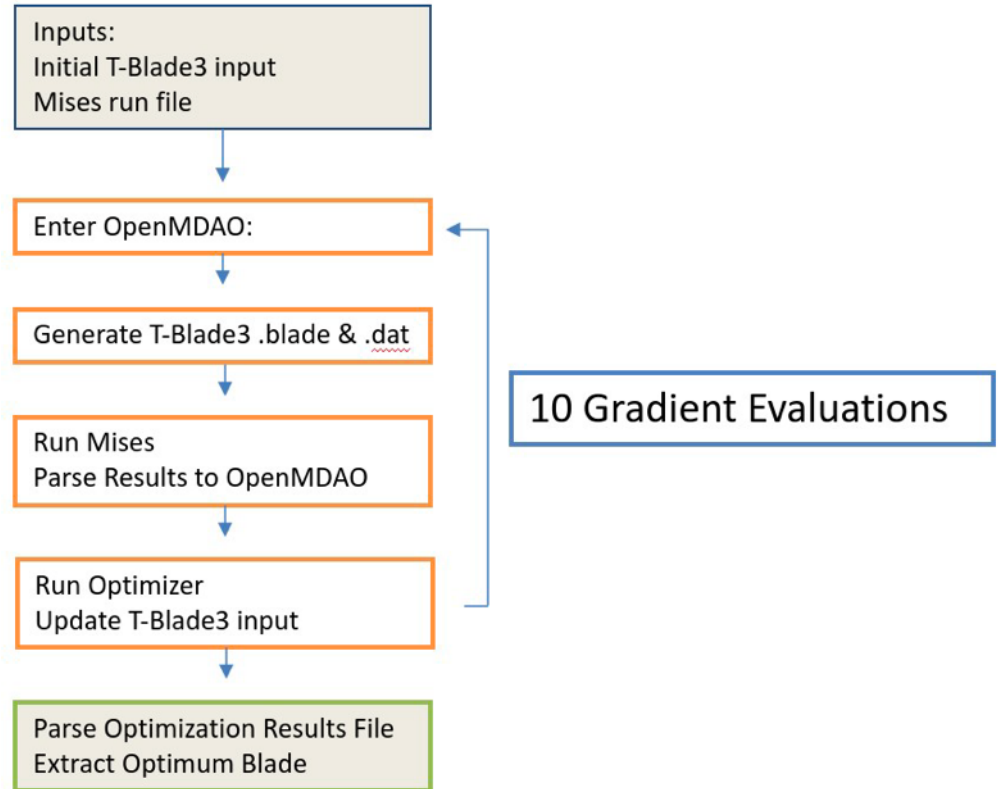 Inputs:
Initial T-Blade3 input
Mises run file
Enter OpenMDAO:
Generate T-Blade3 .blade & .dat
Run Mises
Parse Results to OpenMDAO
Run Optimizer
Update T-Blade3 input
Parse Optimization Results File
Extract Optimum Blade
10 Gradient Evaluations